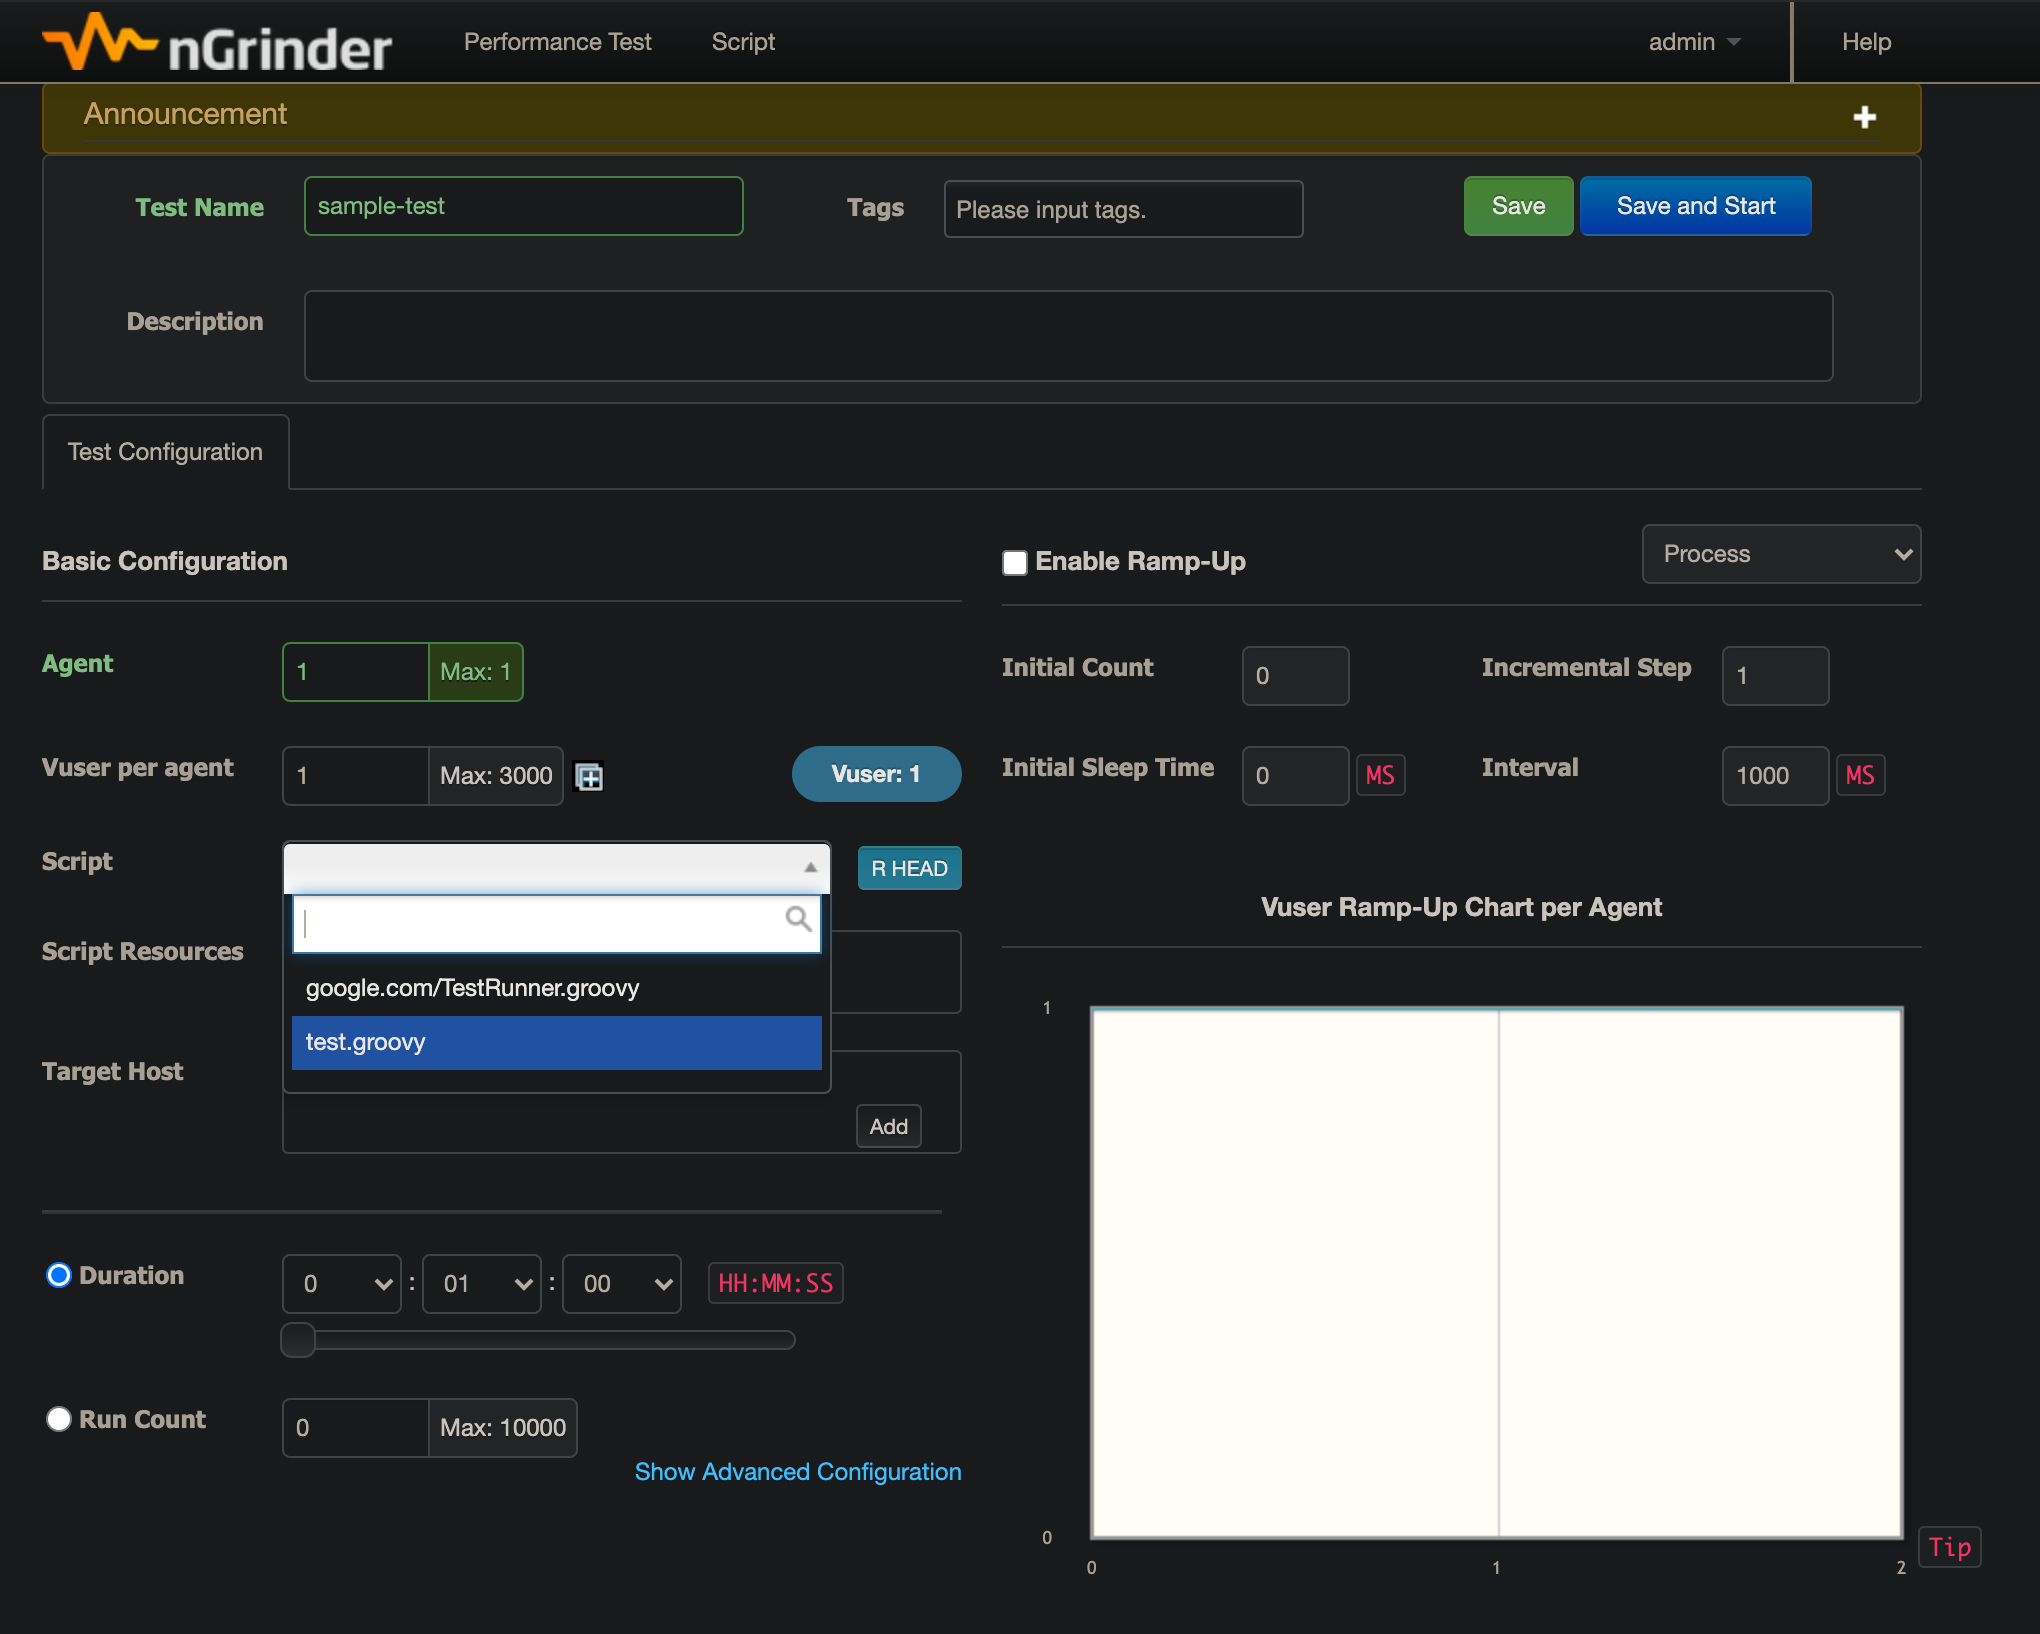 nGrinder Performance Test Script admin Help
Announcement
Test Name sample-test Tags Please input tags. Save Save and Start
Description
Test Configuration
Basic Configuration
Agent 1 Max: 1
Vuser per agent 1 Max: 3000 Vuser: 1
Script R HEAD
Script Resources
google.com/TestRunner.groovy
test.groovy
Target Host
Add
Duration 0 : 01 : 00 HH:MM:SS
Run Count 0 Max: 10000
Show Advanced Configuration
Enable Ramp-Up Process
Initial Count 0 Incremental Step 1
Initial Sleep Time 0 MS Interval 1000 MS
Vuser Ramp-Up Chart per Agent
1
0
0 1 2
Tip